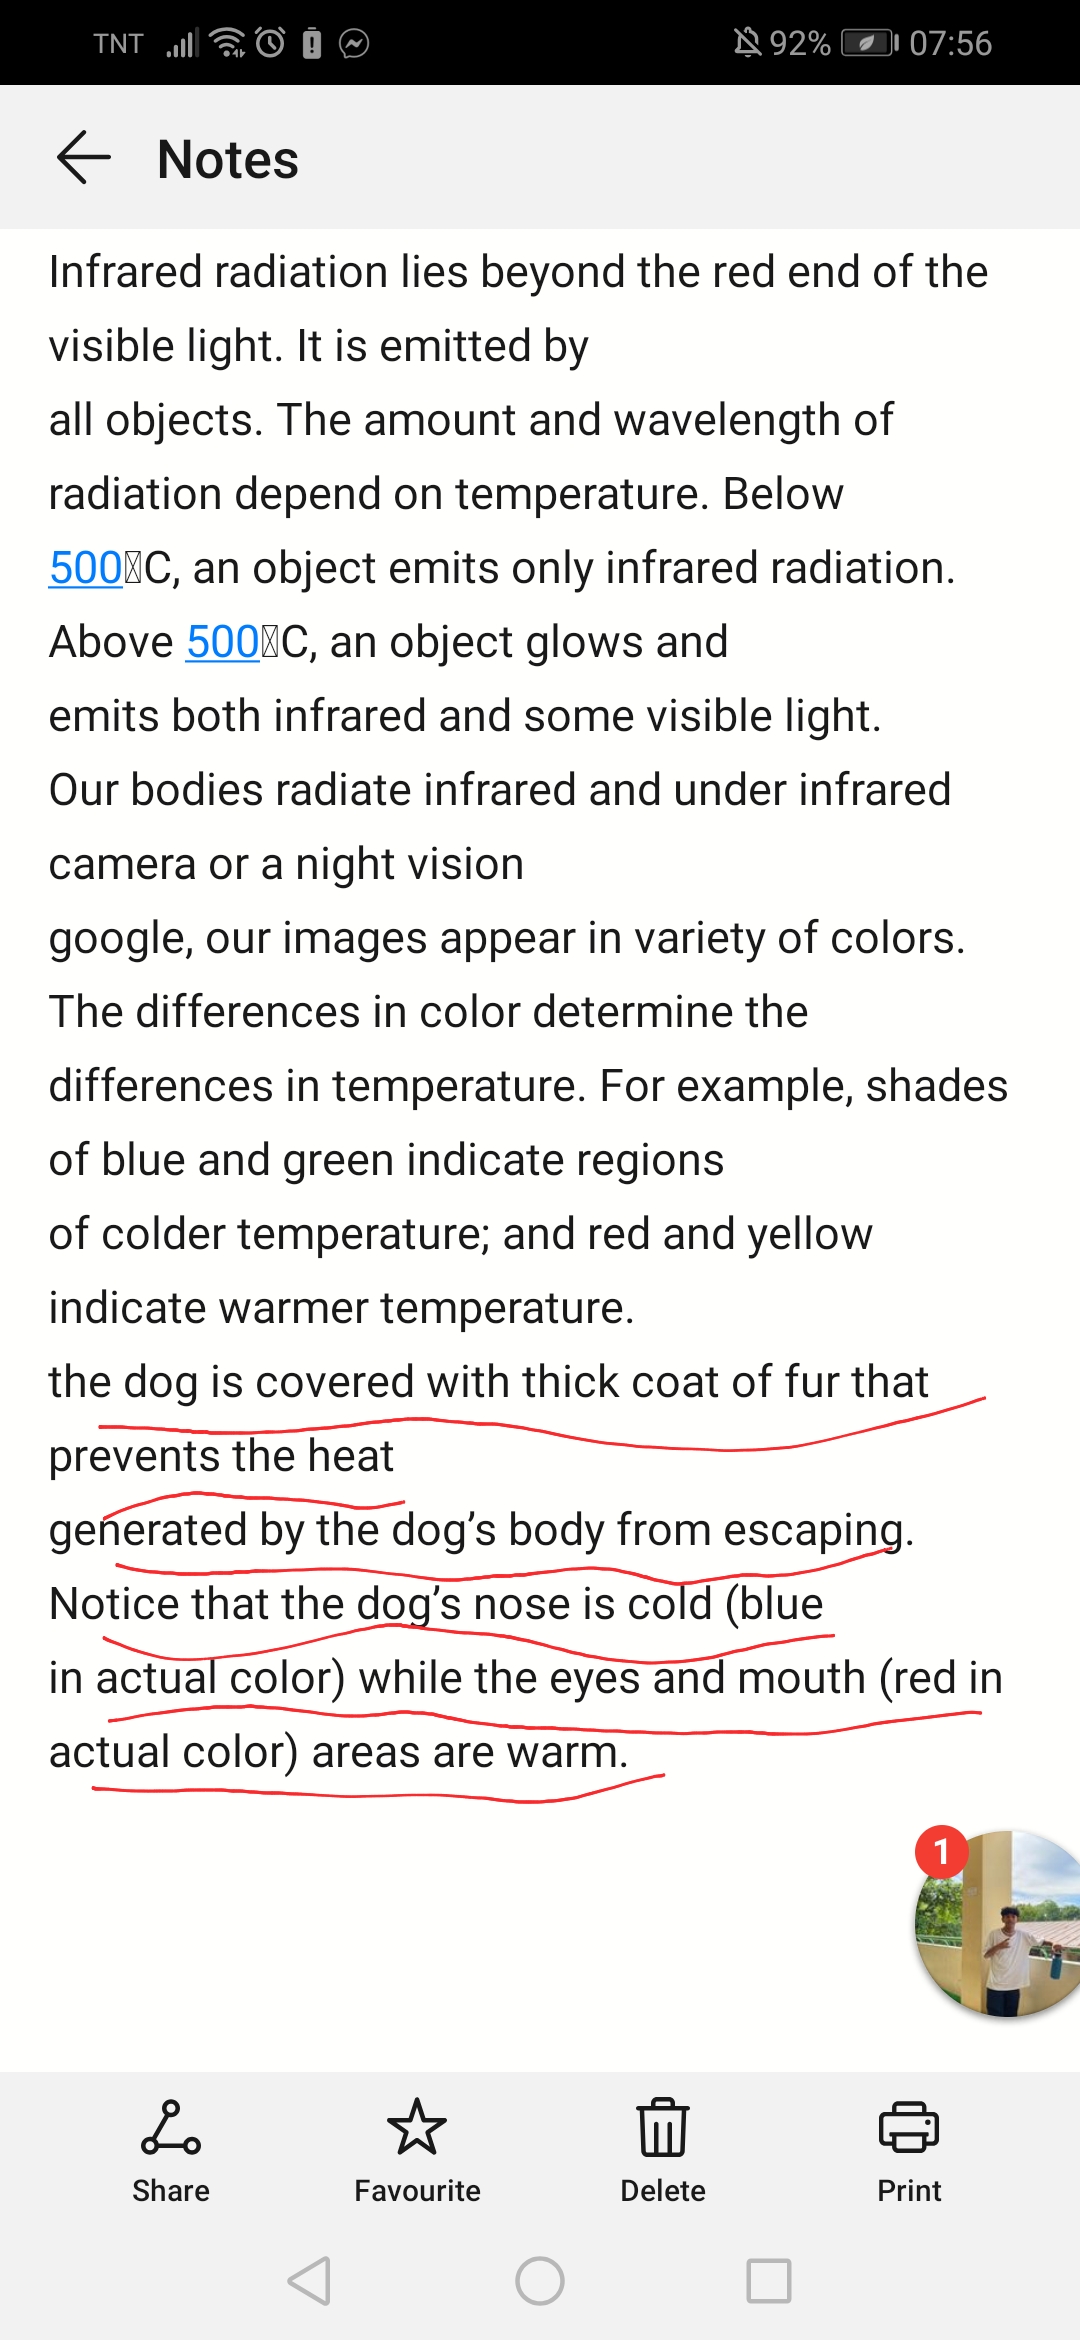 TNT 92% 07:56
Notes
Infrared radiation lies beyond the red end of the
visible light. It is emitted by
all objects. The amount and wavelength of
radiation depend on temperature. Below
500C, an object emits only infrared radiation.
Above 500C, an object glows and
emits both infrared and some visible light.
Our bodies radiate infrared and under infrared
camera or a night vision
google, our images appear in variety of colors.
The differences in color determine the
differences in temperature. For example, shades
of blue and green indicate regions
of colder temperature; and red and yellow
indicate warmer temperature.
the dog is covered with thick coat of fur that
prevents the heat
generated by the dog’s body from escaping.
Notice that the dog’s nose is cold (blue
in actual color) while the eyes and mouth (red in
actual color) areas are warm.
1
Share Favourite Delete Print